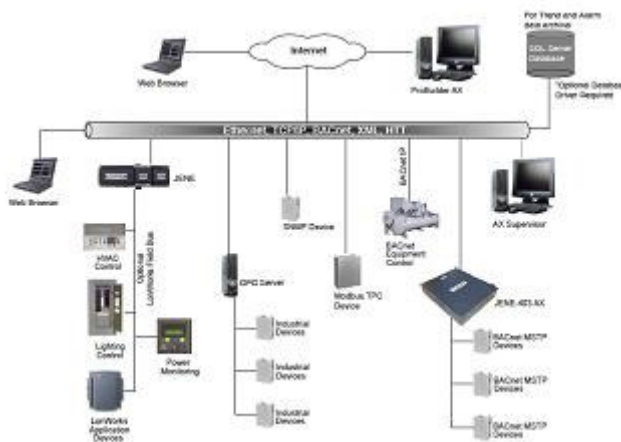 For Trend and Alarm
data archival
SQL Server
Database
*Optional Database
Driver Required
Internet
Web Browser
ProBuilder AX
Ethernet, TCP/IP, BACnet, XML, HTT
Web Browser
JENE
BACnet IP
SNMP Device
AX Supervisor
HVAC
Control
Optional
LonWorks Field Bus
OPC Server
Modbus TPC
Device
BACnet
Equipment
Control
JENE-403-AX
Lighting
Control
Power
Monitoring
Industrial
Devices
Industrial
Devices
Industrial
Devices
BACnet MSTP
Devices
BACnet MSTP
Devices
BACnet MSTP
Devices
LonWorks
Application
Devices